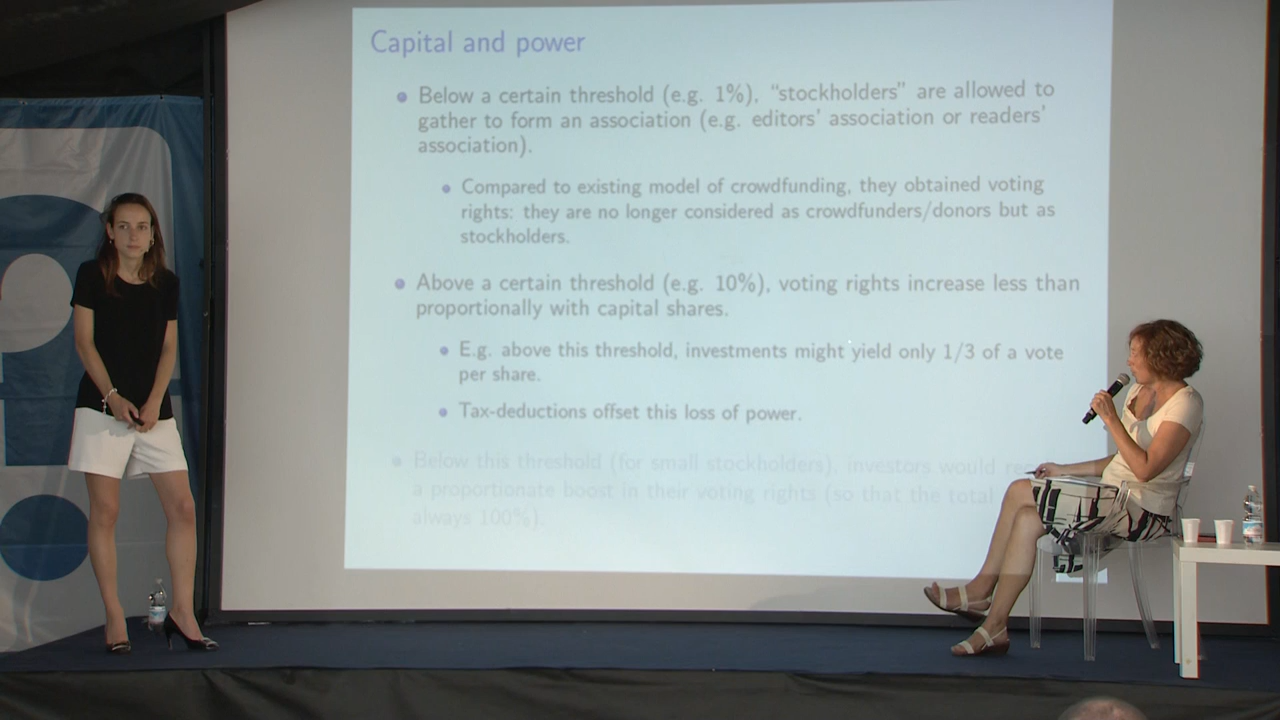 Capital and power
Below a certain threshold (e.g. 1%), "stockholders" are allowed to
gather to form an association (e.g. editors' association or readers'
association).
Compared to existing model of crowdfunding, they obtained voting
rights: they are no longer considered as crowdfunders/donors but as
stockholders.
Above a certain threshold (e.g. 10%), voting rights increase less than
proportionally with capital shares.
E.g. above this threshold, investments might yield only 1/3 of a vote
per share.
Tax-deductions offset this loss of power.
Below this threshold (for small stockholders), investors would
a proportionate boost in their voting rights (so that the total
always 100%).